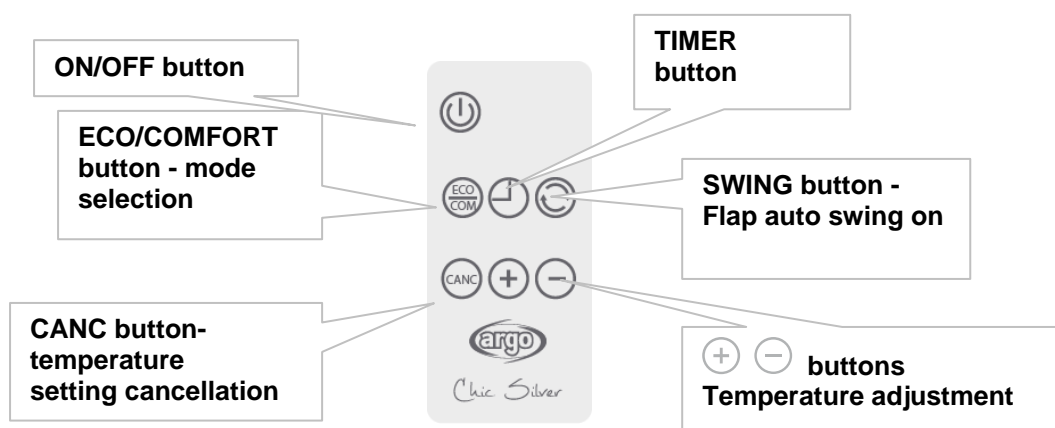 ON/OFF button
TIMER
button
ECO/COMFORT
button - mode
selection
ECO
COM
SWING button -
Flap auto swing on
CANC
+
−
CANC button-
temperature
setting cancellation
argo
Chic Silver
+ − buttons
Temperature adjustment